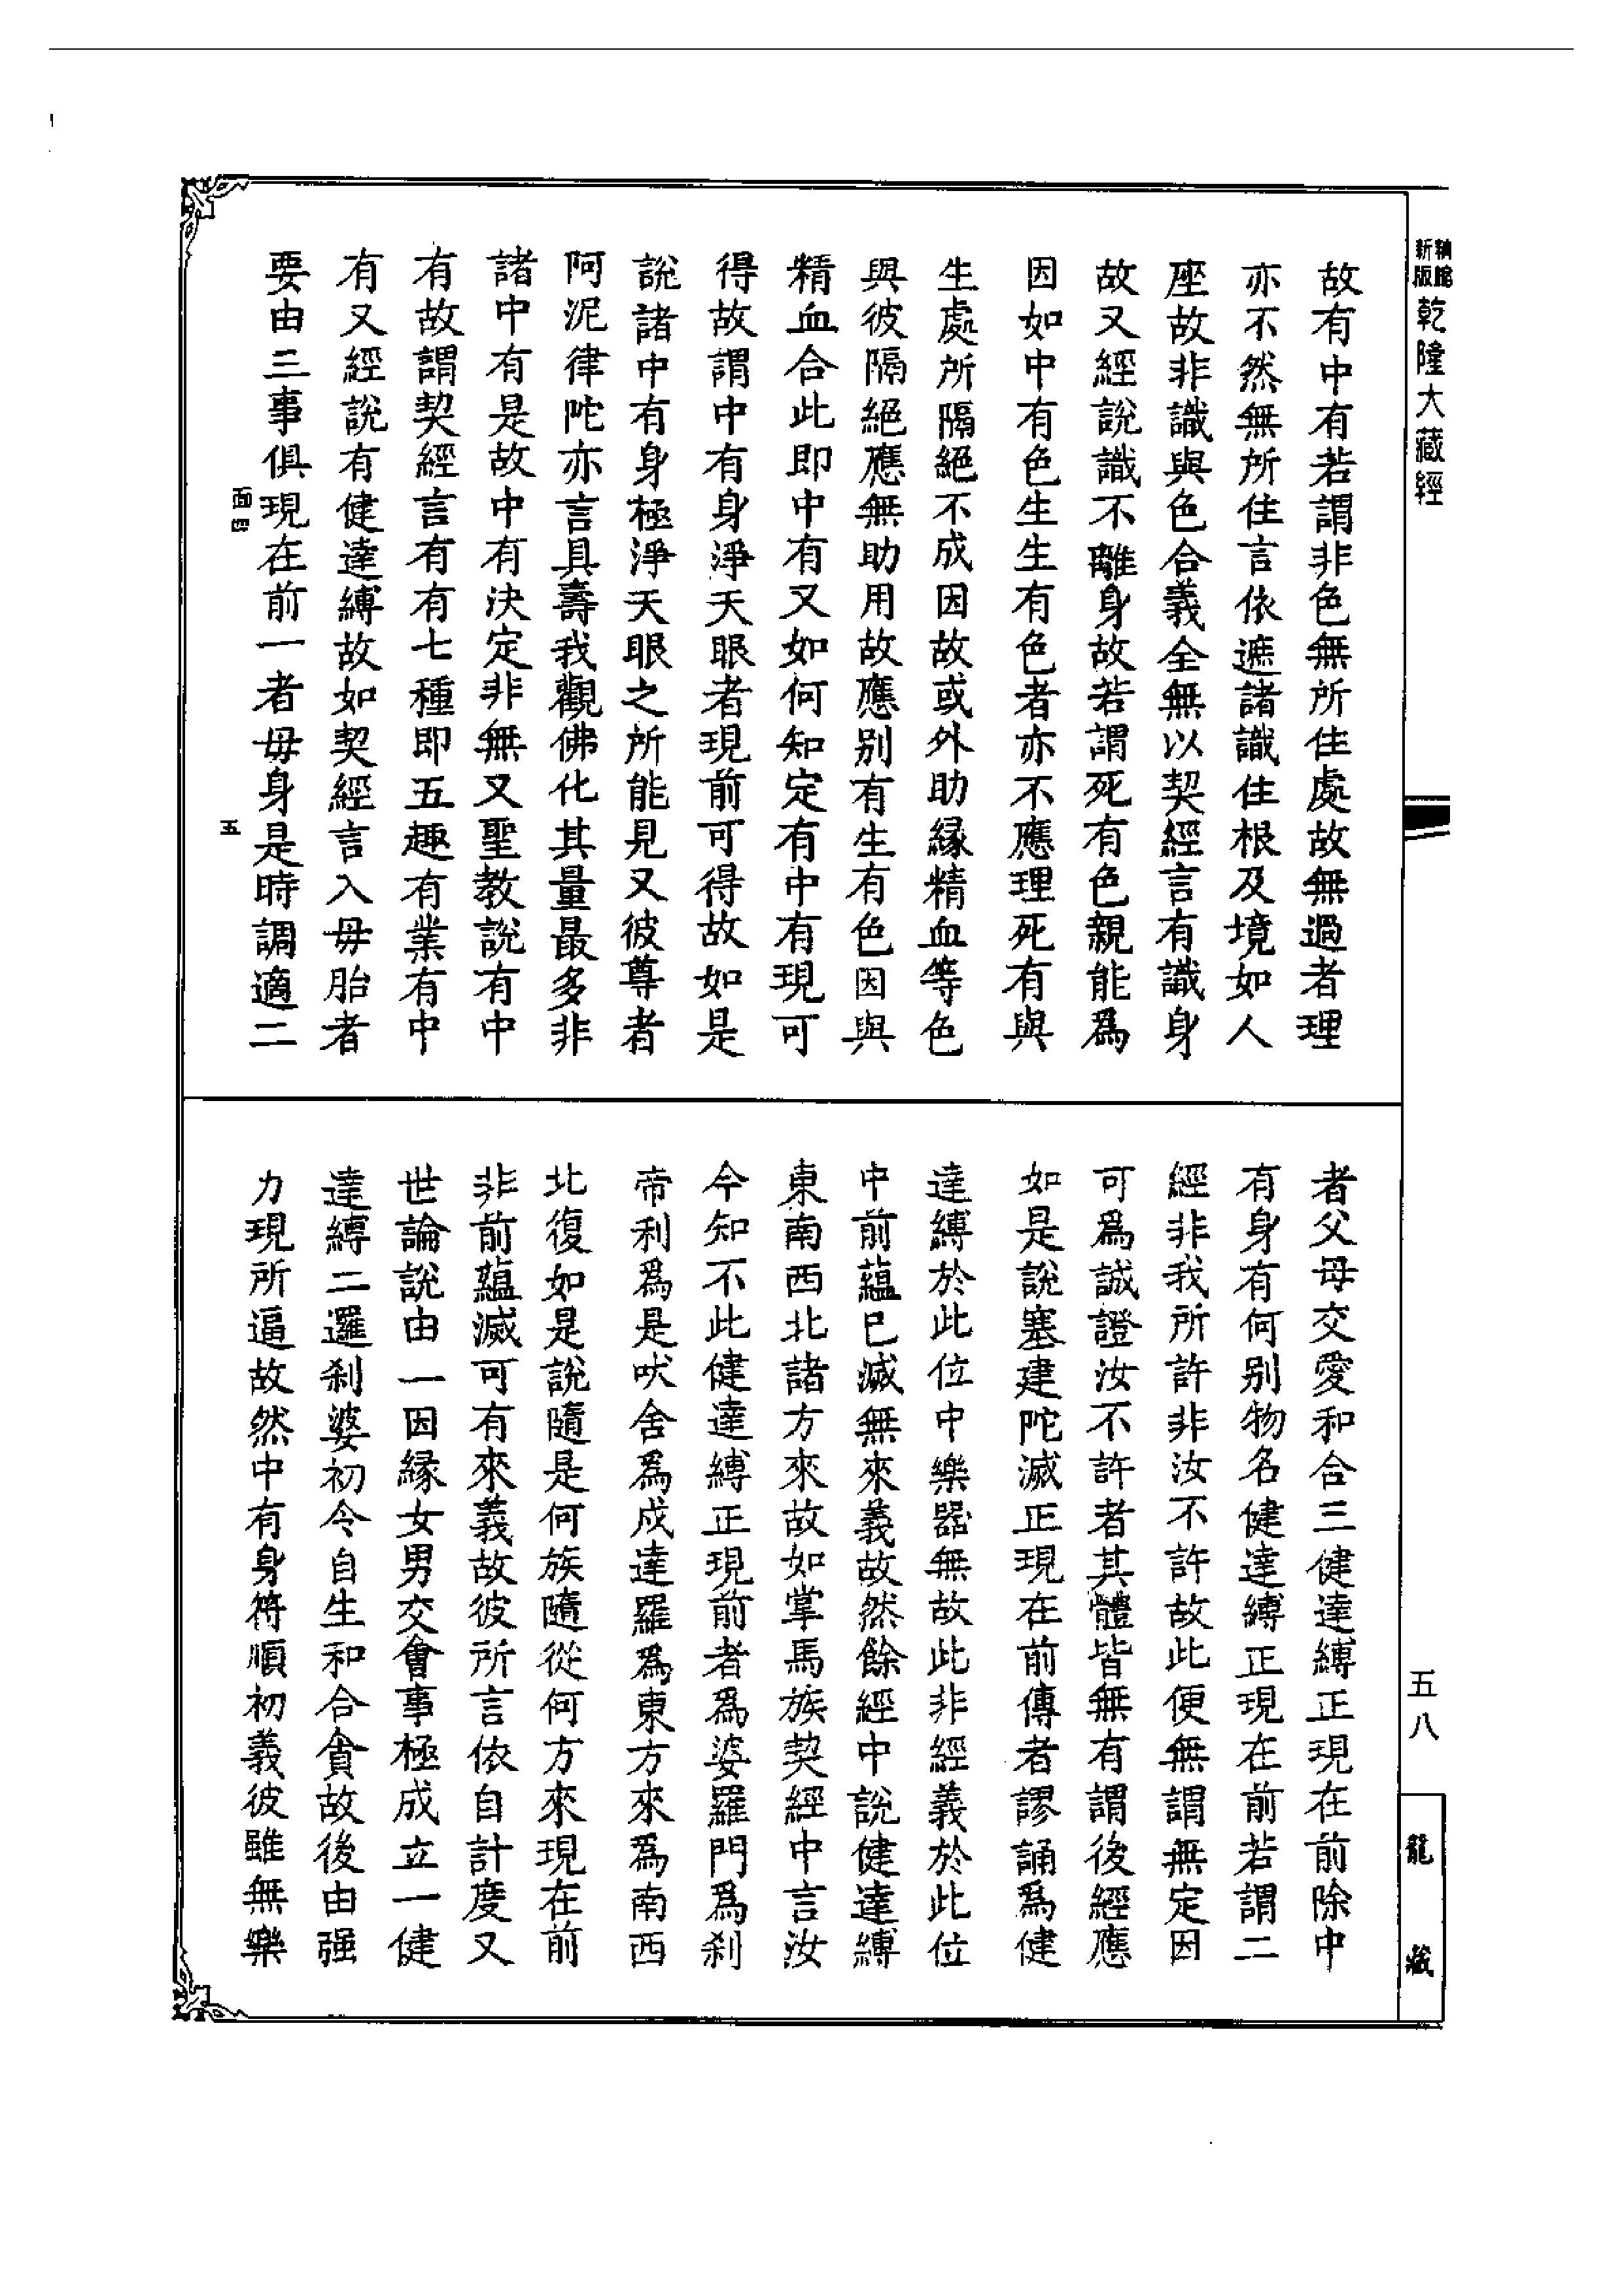 新版
精縮
乾隆大藏經
故有中有若謂非色無所住處故無過者理
亦不然無所住言依遮諸識住根及境如人
座故非識與色合義全無以契經言有識身
故又經說識不離身故若謂死有色親能爲
因如中有色生生有色者亦不應理死有與
生處所隔絕不成因故或外助緣精血等色
與彼隔絕應無助用故應別有生有色因與
精血合此即中有又如何知定有中有現可
得故謂中有身淨天眼者現前可得故如是
說諸中有身極淨天眼之所能見又彼尊者
阿泥律陀亦言具壽我觀佛化其量最多非
諸中有是故中有決定非無又聖教說有中
有故謂契經言有有七種即五趣有業有中
有又經說有健達縛故如契經言入母胎者
要由三事俱現在前一者母身是時調適二
面四
五
者父母交愛和合三健達縛正現在前除中
有身有何別物名健達縛正現在前若謂二
經非我所許非汝不許故此便無謂無定因
可爲誠證汝不許者其體皆無有謂後經應
如是說塞建陀滅正現在前傳者謬誦爲健
達縛於此位中樂器無故此非經義於此位
中前蘊已滅無來義故然餘經中說健達縛
東南西北諸方來故如掌馬族契經中言汝
今知不此健達縛正現前者爲婆羅門爲刹
帝利爲是吠舍爲戍達羅爲東方來爲南西
北復如是說隨是何族隨從何方來現在前
非前蘊滅可有來義故彼所言依自計度又
世論說由一因緣女男交會事極成立一健
達縛二邏刹婆初令自生和合貪故後由强
力現所逼故然中有身符順初義彼雖無樂
五八
龍藏